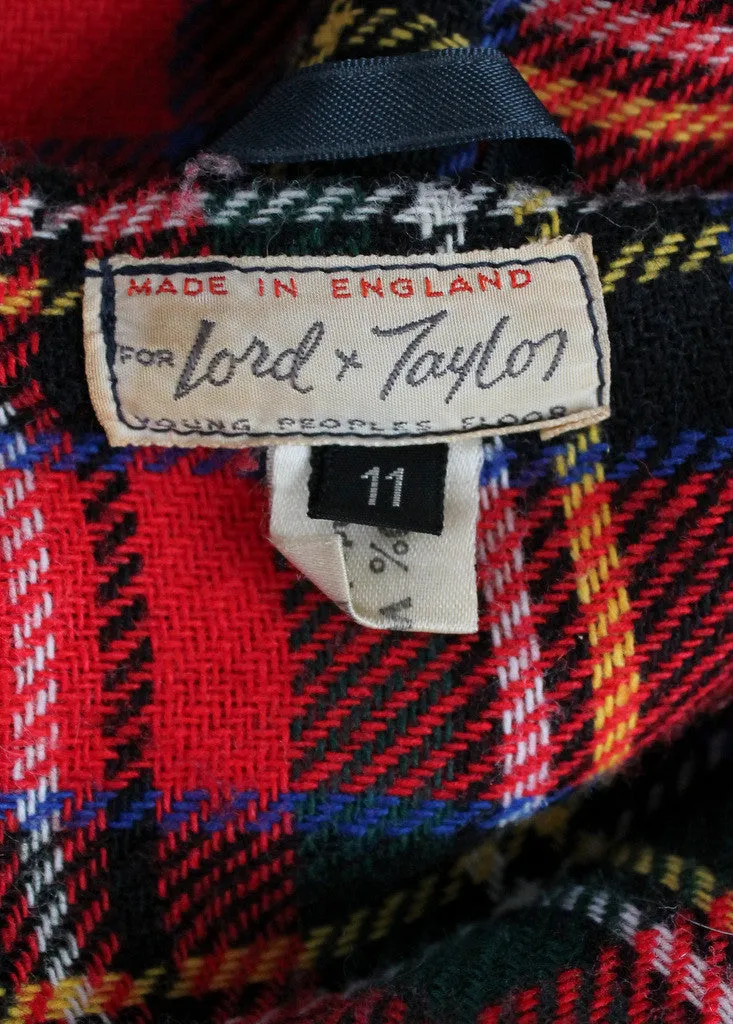 MADE IN ENGLAND
FOR Lord & Taylor
YOUNG PEOPLES FLOOR
11
%